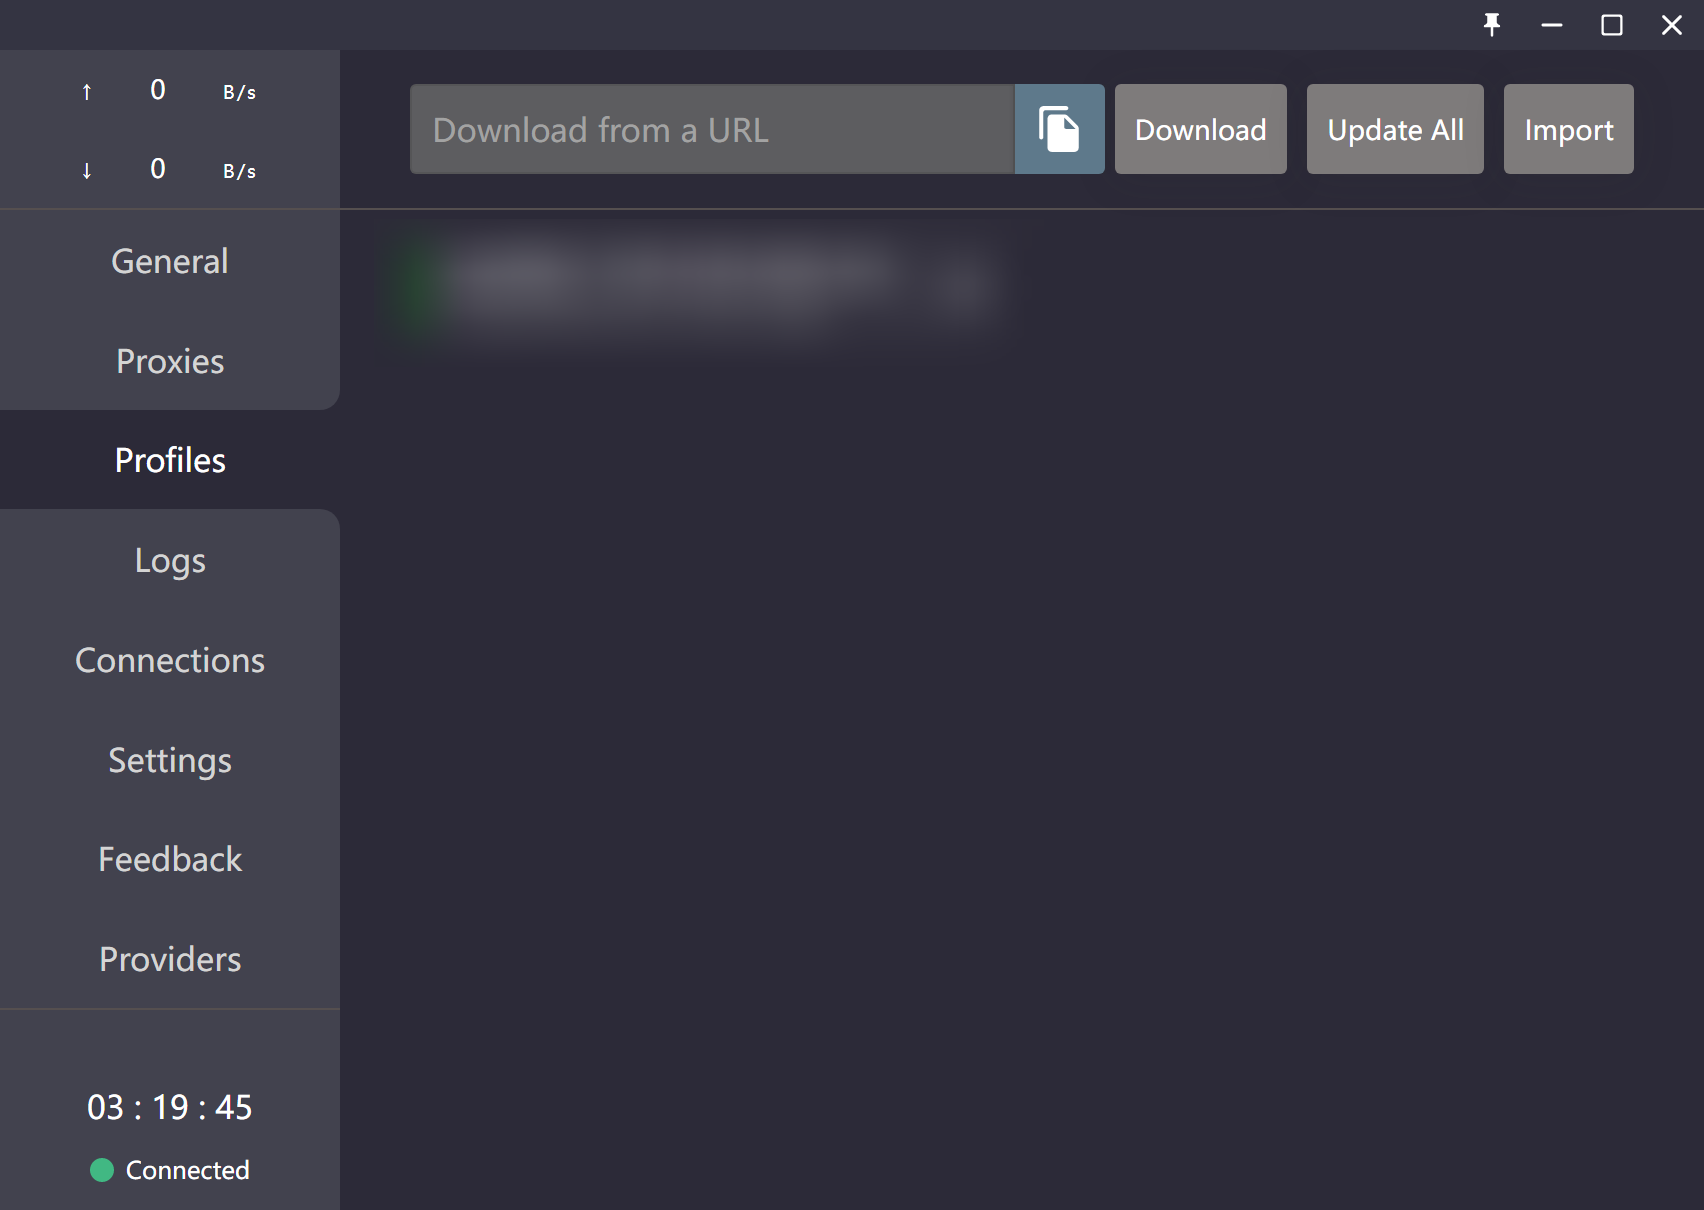 ↑ 0 B/s
↓ 0 B/s
Download from a URL
Download
Update All
Import
General
Proxies
Profiles
Logs
Connections
Settings
Feedback
Providers
03 : 19 : 45
Connected